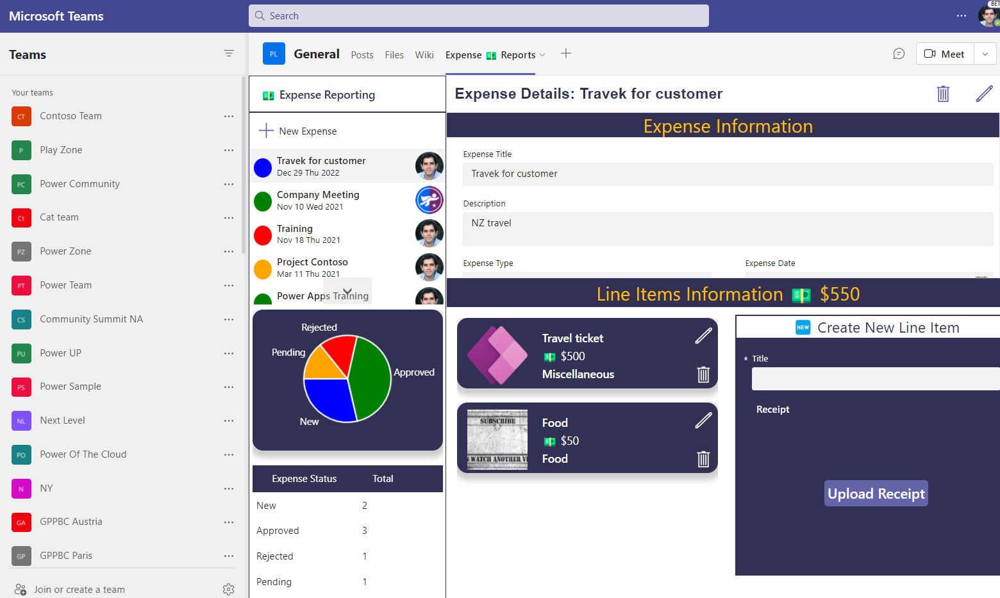 Microsoft Teams
Search
BET
Teams
Your teams
CT Contoso Team
P Play Zone
PC Power Community
Ct Cat team
PZ Power Zone
PT Power Team
CS Community Summit NA
PU Power UP
PS Power Sample
NL Next Level
PO Power Of The Cloud
N NY
GA GPPBC Austria
GP GPPBC Paris
Join or create a team
PL General Posts Files Wiki Expense 💵 Reports
Meet
💵 Expense Reporting
New Expense
Travek for customer
Dec 29 Thu 2022
Company Meeting
Nov 10 Wed 2021
Training
Nov 18 Thu 2021
Project Contoso
Mar 11 Thu 2021
Power Apps Training
Rejected
Pending
Approved
New
Expense Status Total
New 2
Approved 3
Rejected 1
Pending 1
Expense Details: Travek for customer
Expense Information
Expense Title
Travek for customer
Description
NZ travel
Expense Type Expense Date
Line Items Information 💵 $550
Travel ticket
💵 $500
Miscellaneous
SUBSCRIBE
WATCH ANOTHER
Food
💵 $50
Food
NEW Create New Line Item
* Title
Receipt
Upload Receipt